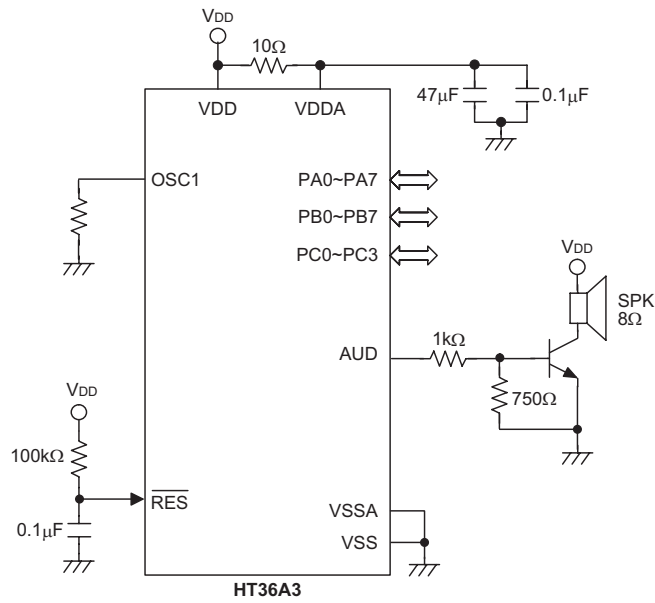 VDD
10Ω
VDD
VDDA
47μF
0.1μF
OSC1
PA0~PA7
PB0~PB7
PC0~PC3
VDD
SPK
8Ω
AUD
1kΩ
750Ω
VDD
100kΩ
RES
0.1μF
VSSA
VSS
HT36A3